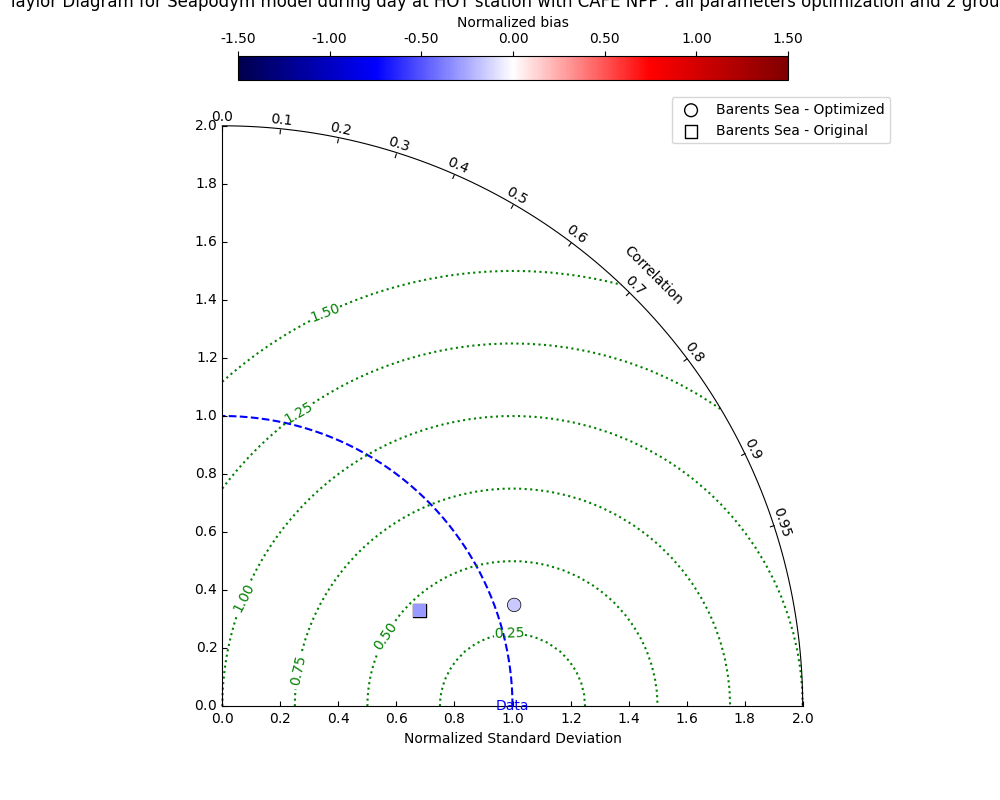 Taylor Diagram for Seapodym model during day at HOT station with CAFE NPP : all parameters optimization and 2 grou
Normalized bias
-1.50 -1.00 -0.50 0.00 0.50 1.00 1.50
Barents Sea - Optimized
Barents Sea - Original
0.0 0.1 0.2 0.3 0.4 0.5 0.6 0.7 0.8 0.9 0.95
Correlation
2.0
1.8
1.6
1.4
1.2
1.0
0.8
0.6
0.4
0.2
0.0
1.50
1.25
1.00
0.75
0.50
0.25
Data
0.0 0.2 0.4 0.6 0.8 1.0 1.2 1.4 1.6 1.8 2.0
Normalized Standard Deviation